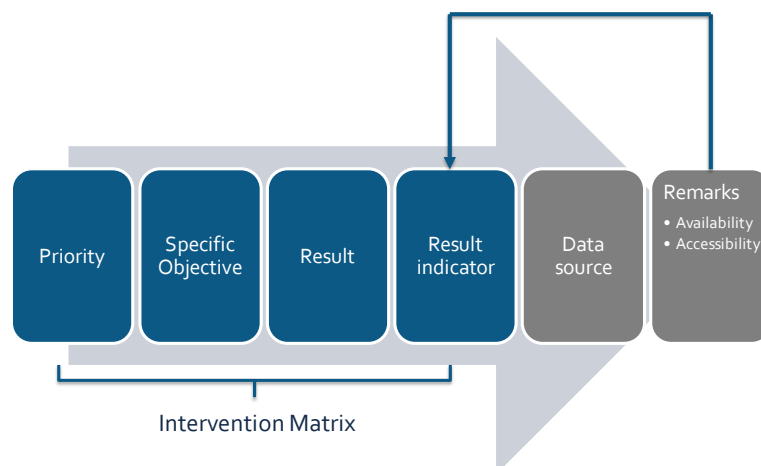 Priority
Specific
Objective
Result
Result
indicator
Data
source
Remarks
• Availability
• Accessibility
Intervention Matrix